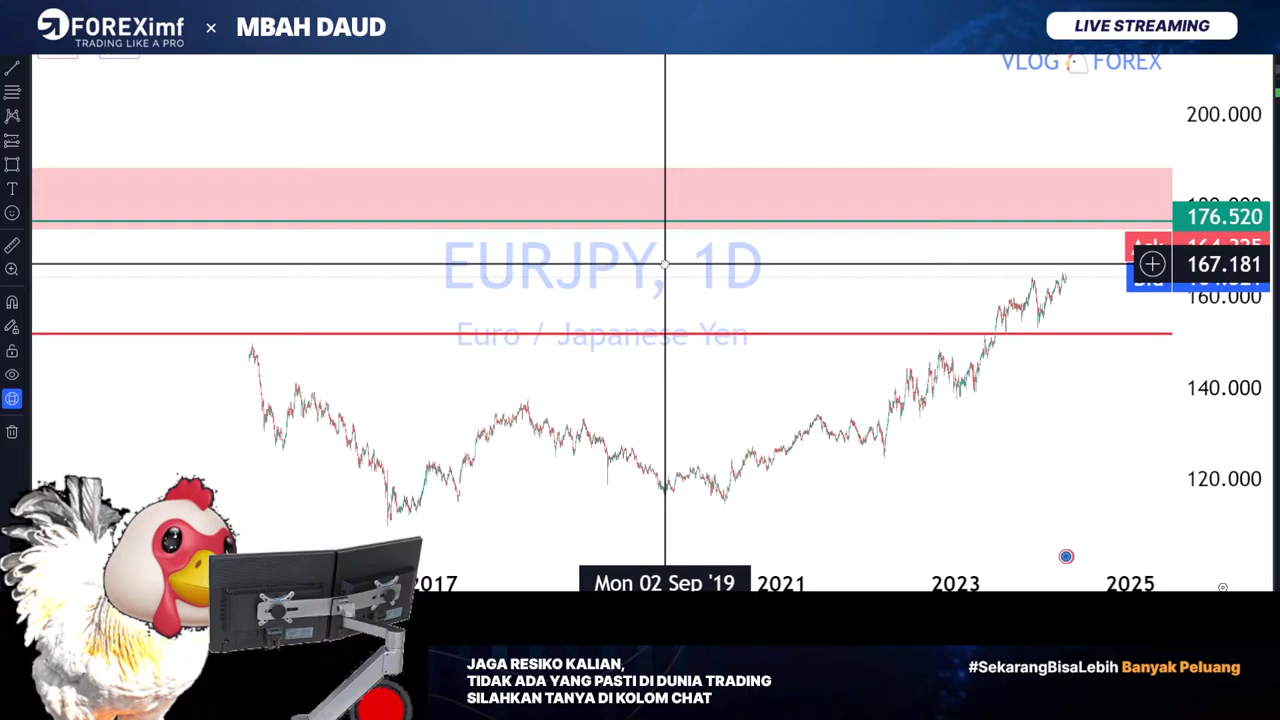 FOREXimf
TRADING LIKE A PRO
×
MBAH DAUD
LIVE STREAMING
VLOG FOREX
200.000
176.520
Ask
167.181
160.000
EURJPY, 1D
Euro / Japanese Yen
140.000
120.000
2017
Mon 02 Sep '19
2021
2023
2025
JAGA RESIKO KALIAN,
TIDAK ADA YANG PASTI DI DUNIA TRADING
SILAHKAN TANYA DI KOLOM CHAT
#SekarangBisaLebih Banyak Peluang